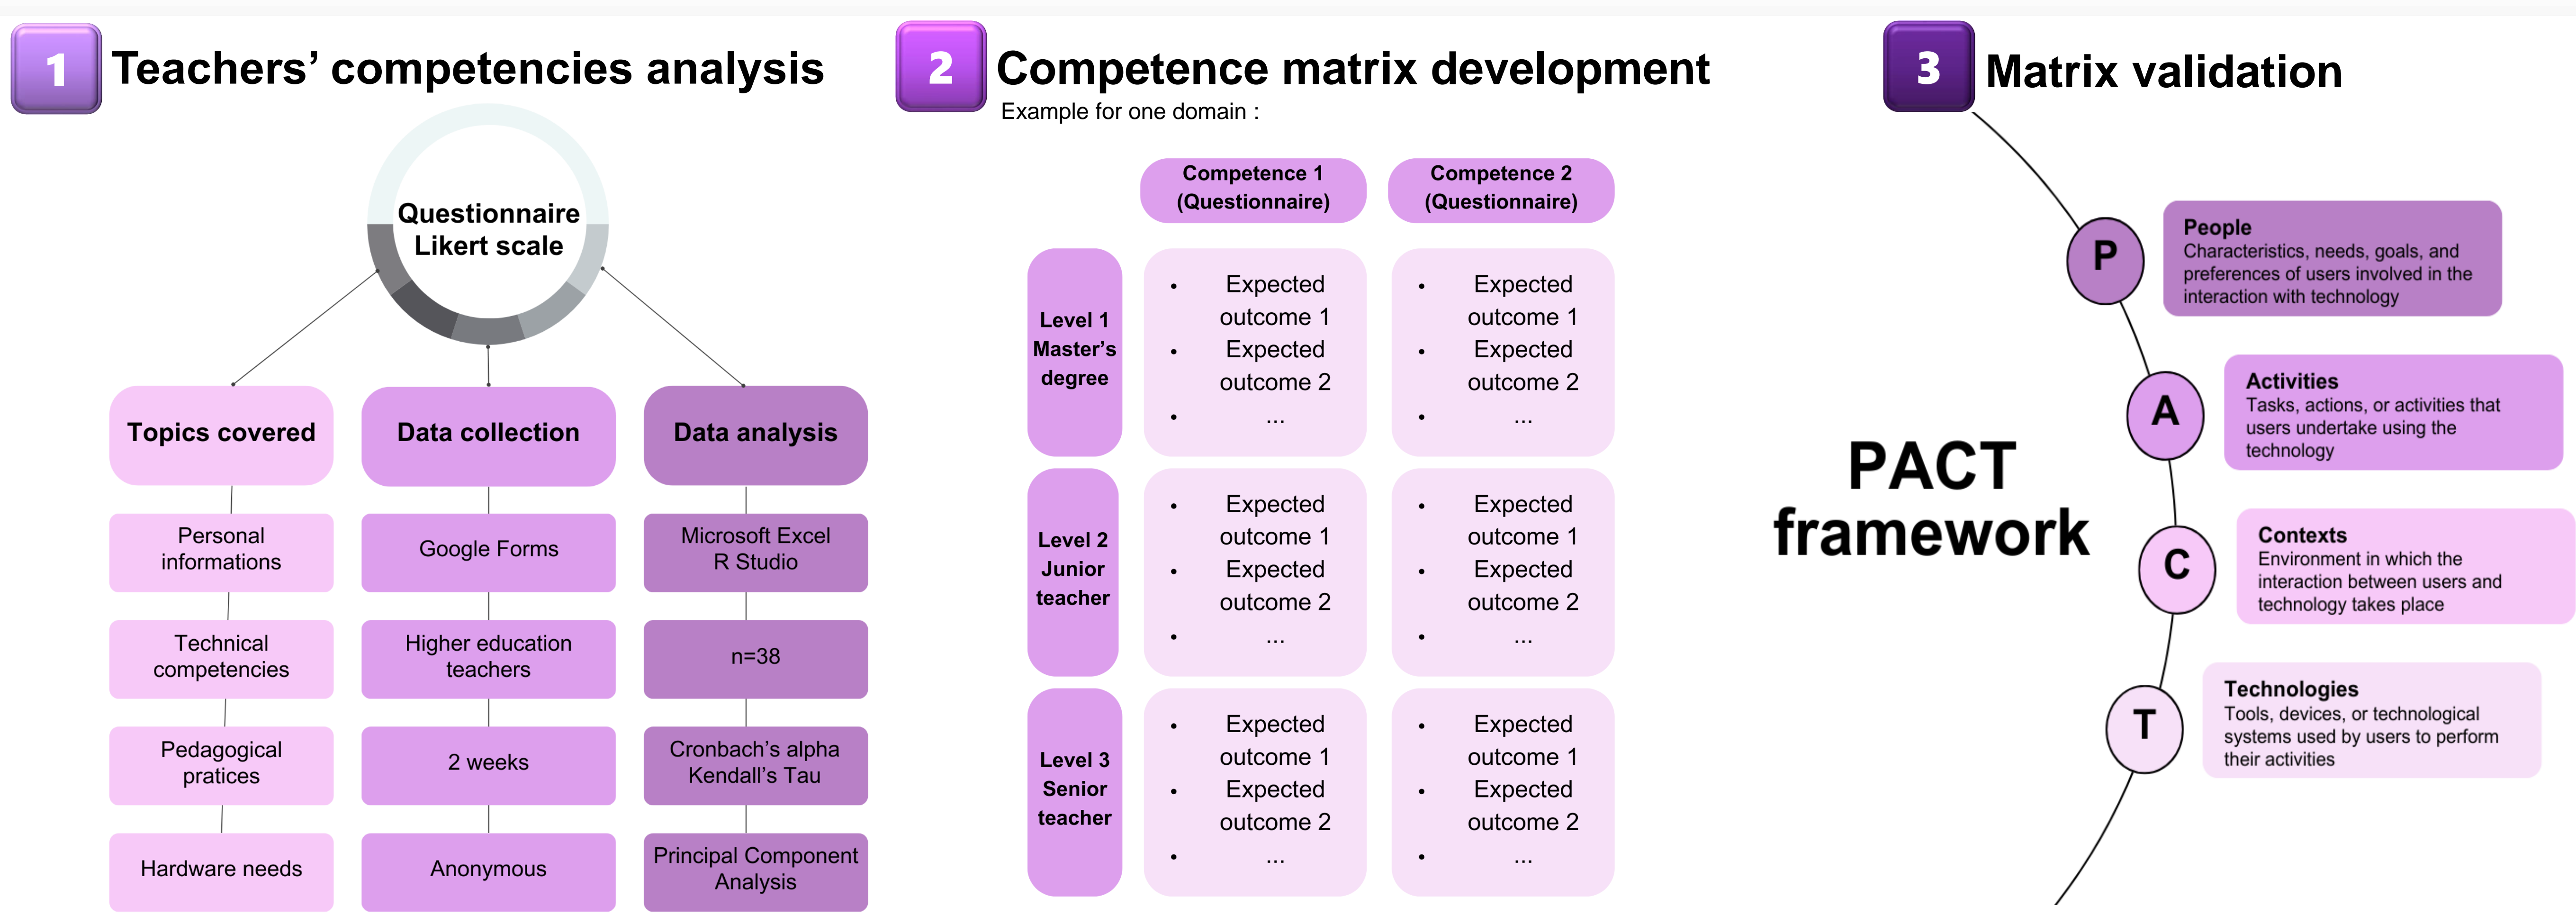 1
Teachers’ competencies analysis
Questionnaire
Likert scale
Topics covered
Personal
informations
Technical
competencies
Pedagogical
pratices
Hardware needs
Data collection
Google Forms
Higher education
teachers
2 weeks
Anonymous
Data analysis
Microsoft Excel
R Studio
n=38
Cronbach’s alpha
Kendall’s Tau
Principal Component
Analysis
2
Competence matrix development
Example for one domain :
Competence 1
(Questionnaire)
Competence 2
(Questionnaire)
Level 1
Master’s
degree
• Expected
outcome 1
• Expected
outcome 2
• ...
• Expected
outcome 1
• Expected
outcome 2
• ...
Level 2
Junior
teacher
• Expected
outcome 1
• Expected
outcome 2
• ...
• Expected
outcome 1
• Expected
outcome 2
• ...
Level 3
Senior
teacher
• Expected
outcome 1
• Expected
outcome 2
• ...
• Expected
outcome 1
• Expected
outcome 2
• ...
3
Matrix validation
PACT
framework
P
People
Characteristics, needs, goals, and
preferences of users involved in the
interaction with technology
A
Activities
Tasks, actions, or activities that
users undertake using the
technology
C
Contexts
Environment in which the
interaction between users and
technology takes place
T
Technologies
Tools, devices, or technological
systems used by users to perform
their activities